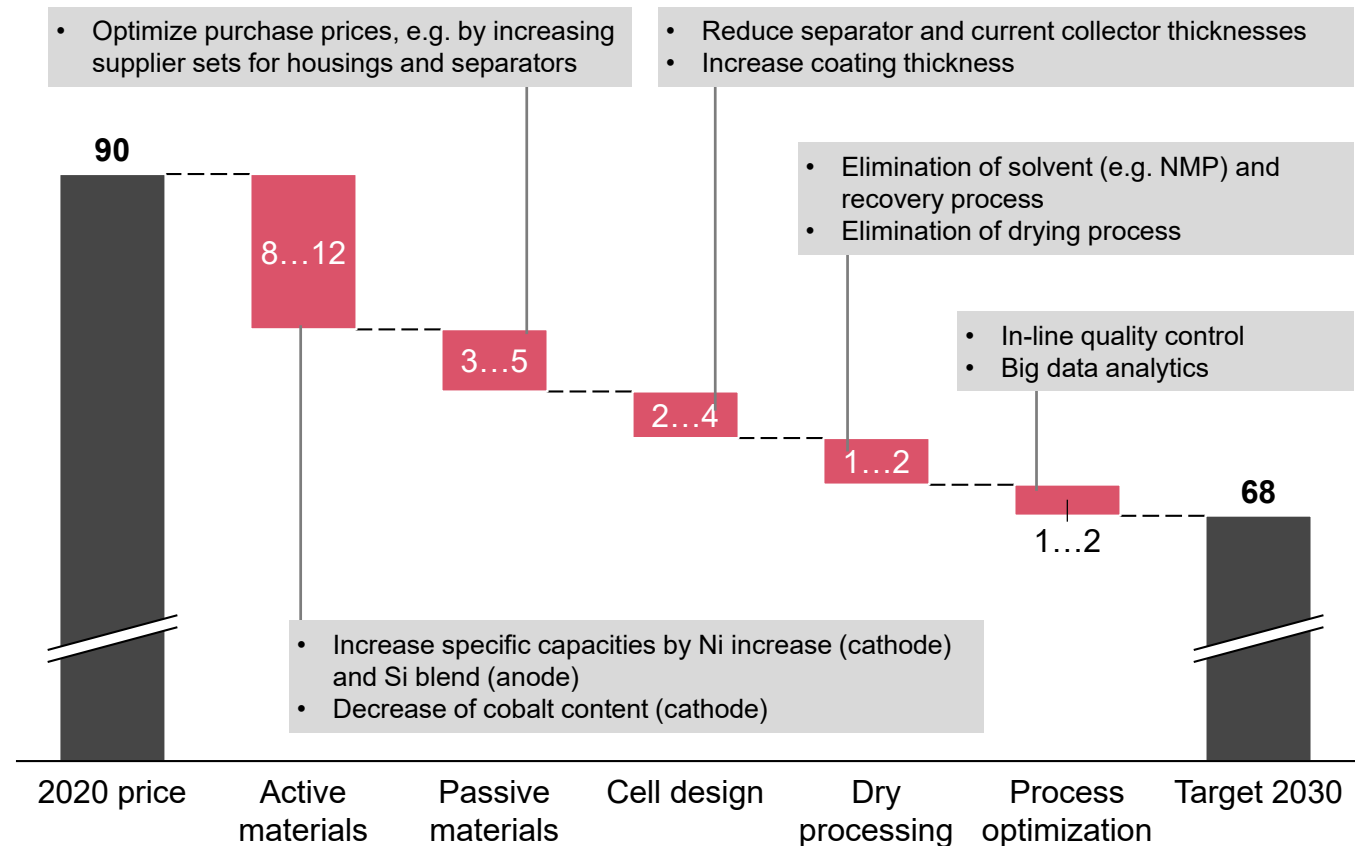 • Optimize purchase prices, e.g. by increasing
supplier sets for housings and separators
• Reduce separator and current collector thicknesses
• Increase coating thickness
90
• Elimination of solvent (e.g. NMP) and
recovery process
• Elimination of drying process
8…12
• In-line quality control
• Big data analytics
3…5
2…4
1…2
68
1…2
• Increase specific capacities by Ni increase (cathode)
and Si blend (anode)
• Decrease of cobalt content (cathode)
2020 price
Active
materials
Passive
materials
Cell design
Dry
processing
Process
optimization
Target 2030